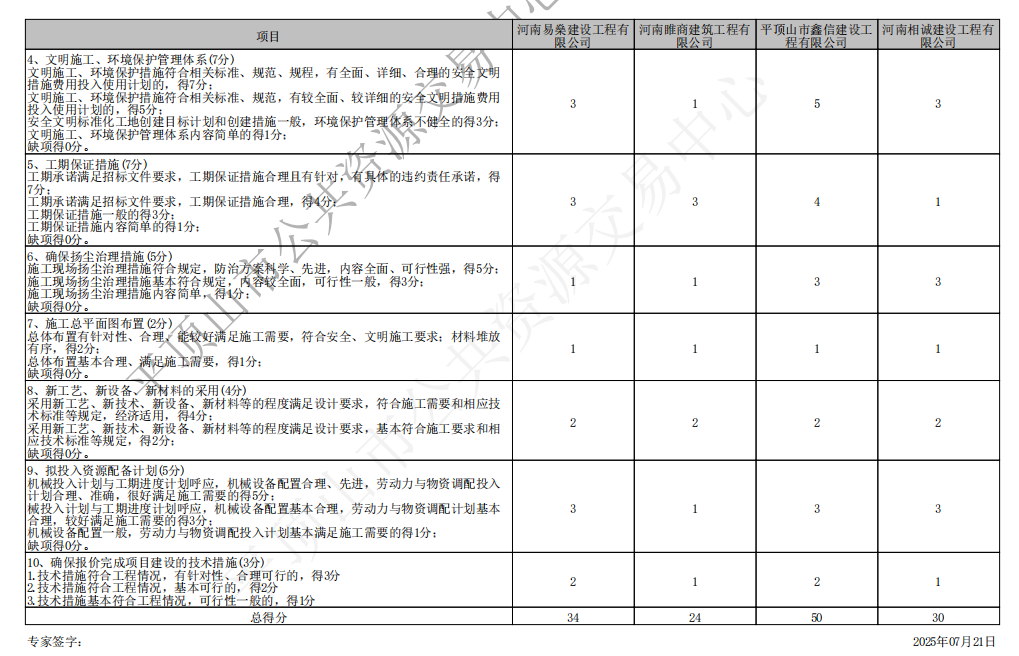 项目
河南易燊建设工程有
限公司
河南睢商建筑工程有
限公司
平顶山市鑫信建设工
程有限公司
河南相诚建设工程有
限公司
4、文明施工、环境保护管理体系(7分)
文明施工、环境保护措施符合相关标准、规范、规程，有全面、详细、合理的安全文明
措施费用投入使用计划的，得7分；
文明施工、环境保护措施符合相关标准、规范，有较全面、较详细的安全文明措施费用
投入使用计划的，得5分；
安全文明标准化工地创建目标计划和创建措施一般，环境保护管理体系不健全的得3分；
文明施工、环境保护管理体系内容简单的得1分；
缺项得0分。
3 1 5 3
5、工期保证措施(7分)
工期承诺满足招标文件要求，工期保证措施合理且有针对，有具体的违约责任承诺，得
7分；
工期承诺满足招标文件要求，工期保证措施合理，得4分；
工期保证措施一般的得3分；
工期保证措施内容简单的得1分；
缺项得0分。
3 3 4 1
6、确保扬尘治理措施(5分)
施工现场扬尘治理措施符合规定，防治方案科学、先进，内容全面、可行性强，得5分；
施工现场扬尘治理措施基本符合规定，内容较全面，可行性一般，得3分；
施工现场扬尘治理措施内容简单，得1分；
缺项得0分。
1 1 3 3
7、施工总平面图布置(2分)
总体布置有针对性、合理，能较好满足施工需要，符合安全、文明施工要求；材料堆放
有序，得2分；
总体布置基本合理、满足施工需要，得1分；
缺项得0分。
1 1 1 1
8、新工艺、新设备、新材料的采用(4分)
采用新工艺、新技术、新设备、新材料等的程度满足设计要求，符合施工需要和相应技
术标准等规定，经济适用，得4分；
采用新工艺、新技术、新设备、新材料等的程度满足设计要求，基本符合施工要求和相
应技术标准等规定，得2分；
缺项得0分。
2 2 2 2
9、拟投入资源配备计划(5分)
机械投入计划与工期进度计划呼应，机械设备配置合理、先进，劳动力与物资调配投入
计划合理、准确，很好满足施工需要的得5分；
械投入计划与工期进度计划呼应，机械设备配置基本合理，劳动力与物资调配计划基本
合理，较好满足施工需要的得3分；
机械设备配置一般，劳动力与物资调配投入计划基本满足施工需要的得1分；
缺项得0分。
3 1 3 3
10、确保报价完成项目建设的技术措施(3分)
1.技术措施符合工程情况，有针对性、合理可行的，得3分
2.技术措施符合工程情况，基本可行的，得2分
3.技术措施基本符合工程情况，可行性一般的，得1分
2 1 2 1
总得分 34 24 50 30
专家签字： 2025年07月21日
平顶山市公共资源交易中心
平顶山市公共资源交易中心